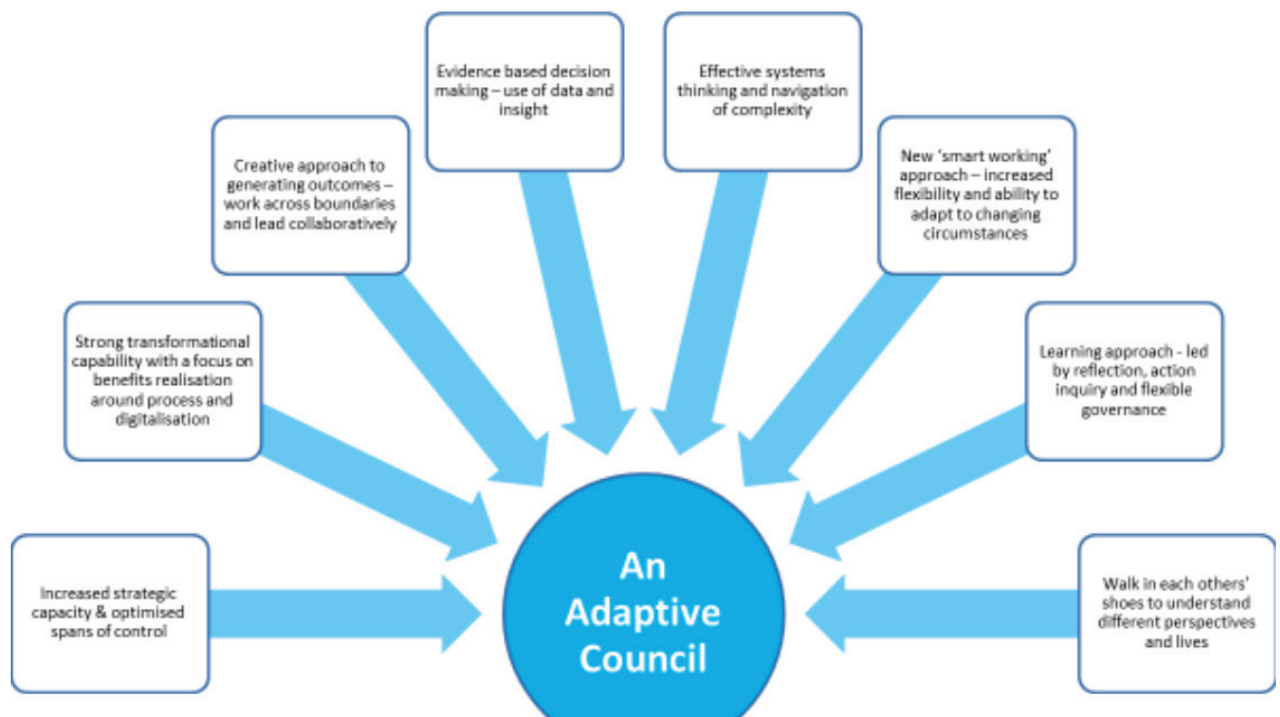 Evidence based decision
making – use of data and
insight
Effective systems
thinking and navigation
of complexity
Creative approach to
generating outcomes –
work across boundaries
and lead collaboratively
New ‘smart working’
approach – increased
flexibility and ability to
adapt to changing
circumstances
Strong transformational
capability with a focus on
benefits realisation
around process and
digitalisation
Learning approach - led
by reflection, action
inquiry and flexible
governance
Increased strategic
capacity & optimised
spans of control
An
Adaptive
Council
Walk in each others’
shoes to understand
different perspectives
and lives